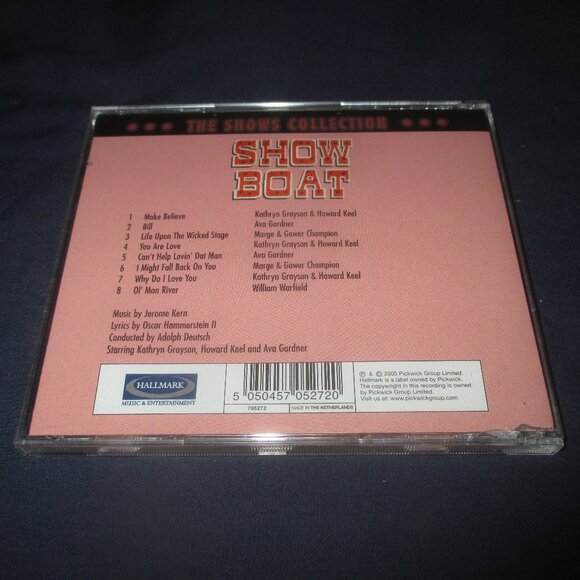 ★★★ THE SHOWS COLLECTION ★★★
SHOW
BOAT
1 Make Believe Kathryn Grayson & Howard Keel
2 Bill Ava Gardner
3 Life Upon The Wicked Stage Marge & Gower Champion
4 You Are Love Kathryn Grayson & Howard Keel
5 Can't Help Lovin' Dat Man Ava Gardner
6 I Might Fall Back On You Marge & Gower Champion
7 Why Do I Love You Kathryn Grayson & Howard Keel
8 Ol' Man River William Warfield
Music by Jerome Kern
Lyrics by Oscar Hammerstein II
Conducted by Adolph Deutsch
Starring Kathryn Grayson, Howard Keel and Ava Gardner
HALLMARK
MUSIC & ENTERTAINMENT
5 050457 052720
705272 MADE IN THE NETHERLANDS
℗ & © 2005 Pickwick Group Limited.
Hallmark is a label owned by Pickwick.
The copyright in this recording is owned by
Pickwick Group Limited.
Visit us at: www.pickwickgroup.com